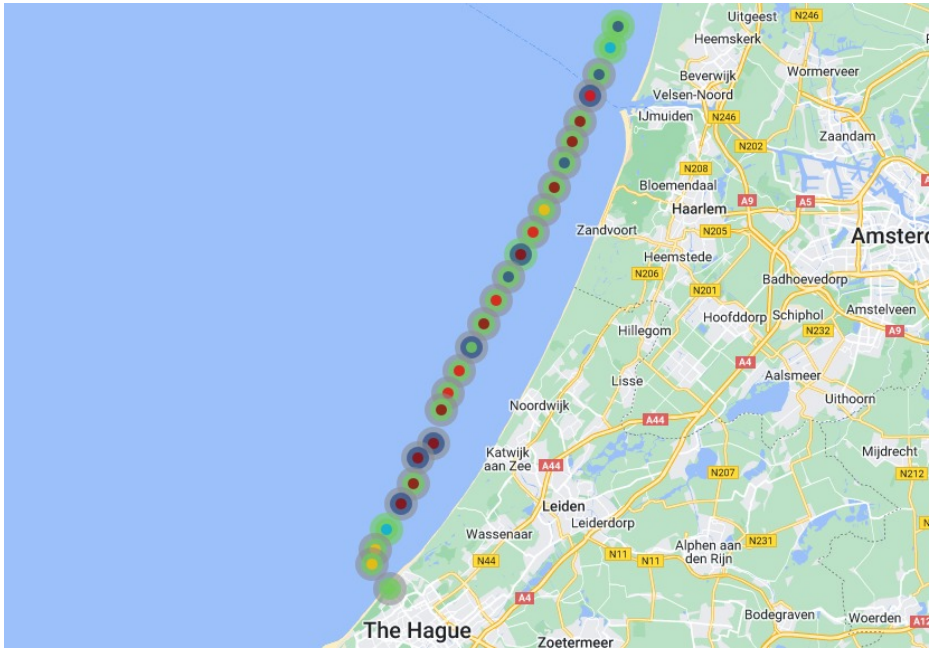 Uitgeest
N246
Heemskerk
Beverwijk
Wormerveer
Velsen-Noord
IJmuiden
N246
Zaandam
N202
N208
Bloemendaal
A9
A5
Haarlem
Zandvoort
N205
Amsterd
Heemstede
N206
Badhoevedorp
N201
Hoofddorp
Schiphol
Amstelveen
Hillegom
N232
A9
A4
Aalsmeer
Lisse
Uithoorn
Noordwijk
A44
Katwijk
aan Zee
A44
Mijdrecht
N207
N212
Leiden
Leiderdorp
Wassenaar
N231
Alphen aan
den Rijn
N44
N11
N11
A4
Bodegraven
Woerden
A12
The Hague
Zoetermeer